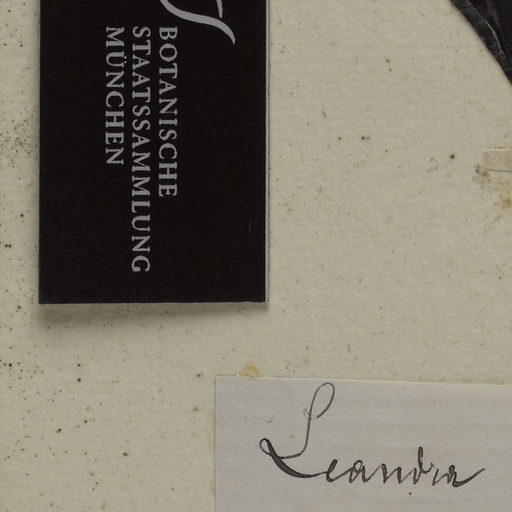 BOTANISCHE
STAATSSAMMLUNG
MÜNCHEN
Leandra